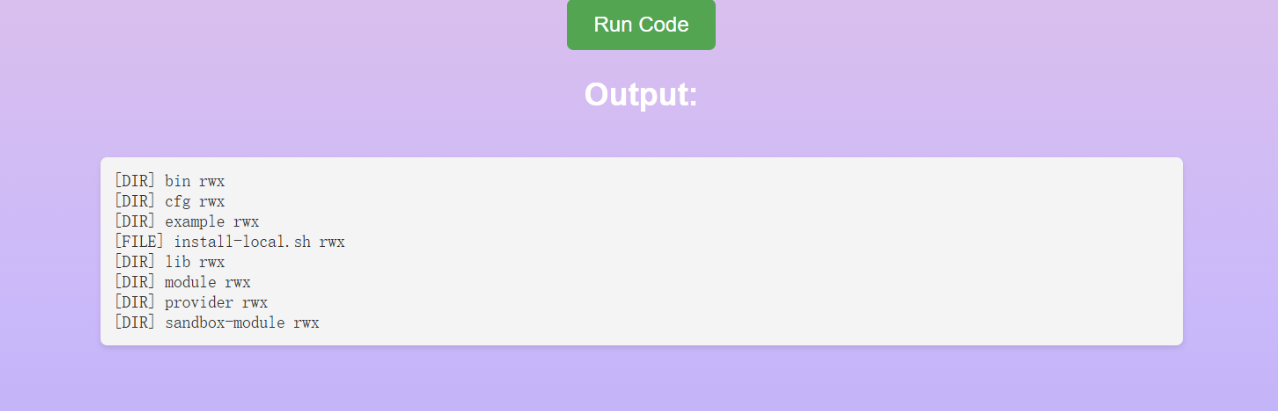 Run Code
Output:
[DIR] bin rwx
[DIR] cfg rwx
[DIR] example rwx
[FILE] install-local.sh rwx
[DIR] lib rwx
[DIR] module rwx
[DIR] provider rwx
[DIR] sandbox-module rwx